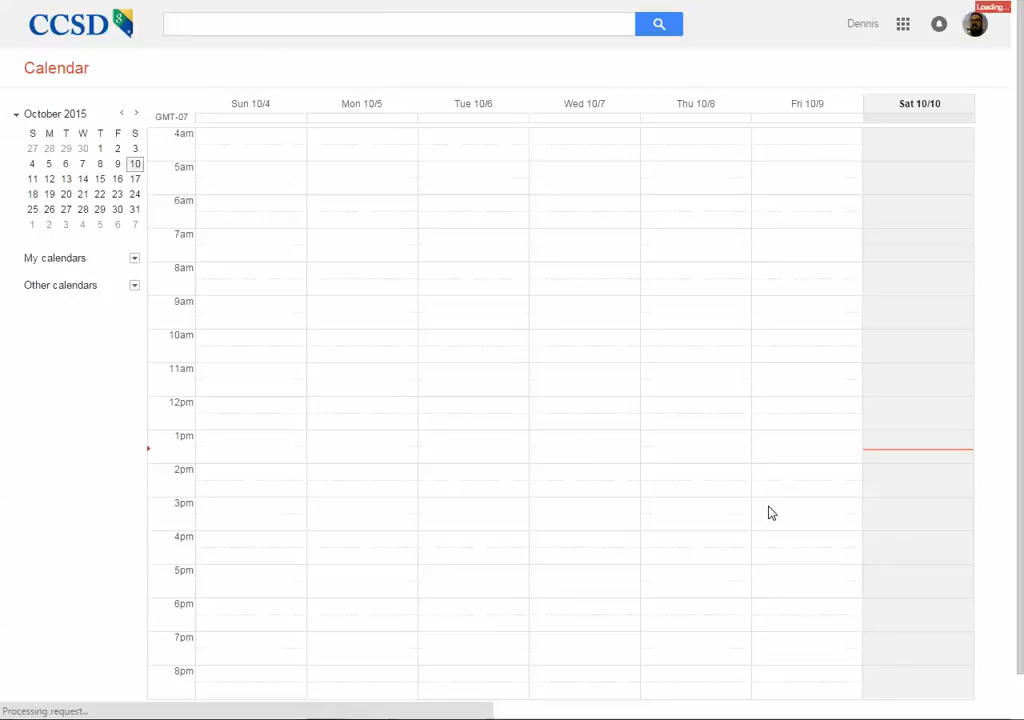 Loading...
CCSD 8
Dennis
Calendar
October 2015 ‹ ›
S M T W T F S
27 28 29 30 1 2 3
4 5 6 7 8 9 10
11 12 13 14 15 16 17
18 19 20 21 22 23 24
25 26 27 28 29 30 31
1 2 3 4 5 6 7
My calendars
Other calendars
Sun 10/4 Mon 10/5 Tue 10/6 Wed 10/7 Thu 10/8 Fri 10/9 Sat 10/10
GMT-07
4am
5am
6am
7am
8am
9am
10am
11am
12pm
1pm
2pm
3pm
4pm
5pm
6pm
7pm
8pm
Processing request...